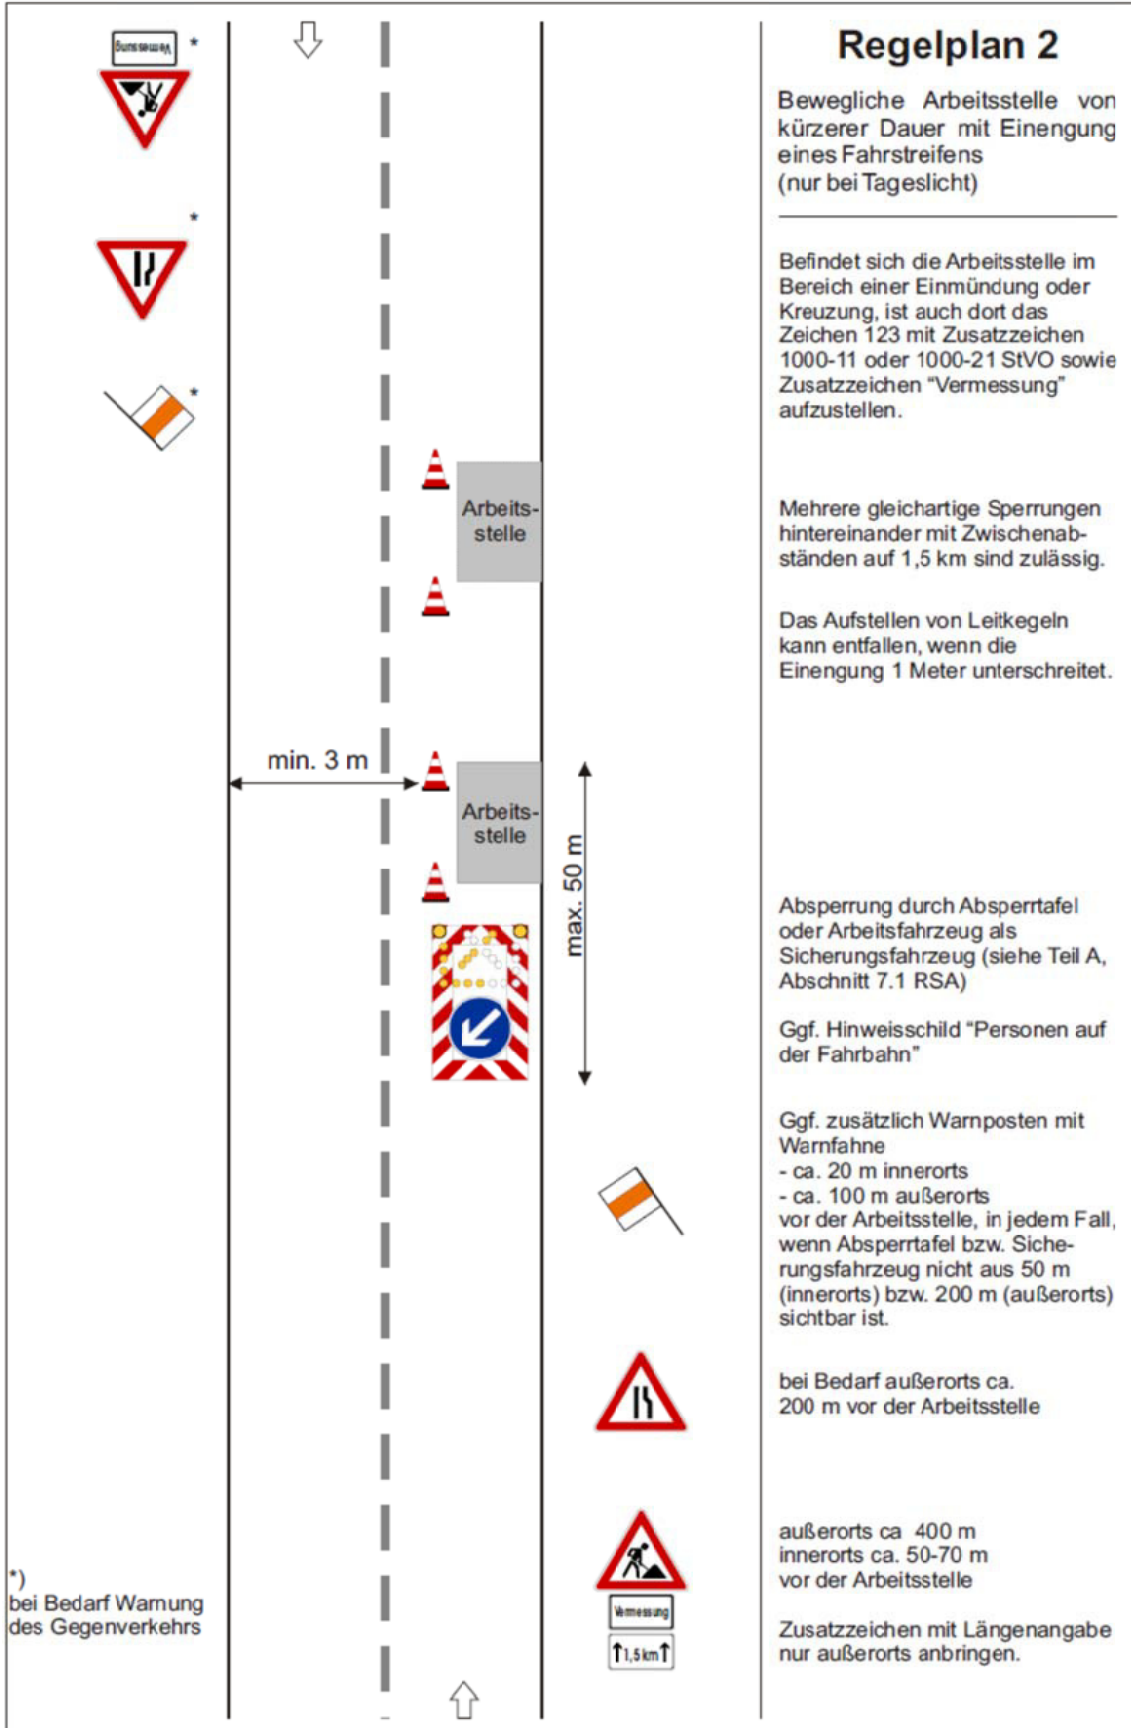 Regelplan 2
Bewegliche Arbeitsstelle von
kürzerer Dauer mit Einengung
eines Fahrstreifens
(nur bei Tageslicht)
Befindet sich die Arbeitsstelle im
Bereich einer Einmündung oder
Kreuzung, ist auch dort das
Zeichen 123 mit Zusatzzeichen
1000-11 oder 1000-21 StVO sowie
Zusatzzeichen “Vermessung”
aufzustellen.
Mehrere gleichartige Sperrungen
hintereinander mit Zwischenab-
ständen auf 1,5 km sind zulässig.
Das Aufstellen von Leitkegeln
kann entfallen, wenn die
Einengung 1 Meter unterschreitet.
Absperrung durch Absperrtafel
oder Arbeitsfahrzeug als
Sicherungsfahrzeug (siehe Teil A,
Abschnitt 7.1 RSA)
Ggf. Hinweisschild “Personen auf
der Fahrbahn”
Ggf. zusätzlich Warnposten mit
Warnfahne
- ca. 20 m innerorts
- ca. 100 m außerorts
vor der Arbeitsstelle, in jedem Fall,
wenn Absperrtafel bzw. Siche-
rungsfahrzeug nicht aus 50 m
(innerorts) bzw. 200 m (außerorts)
sichtbar ist.
bei Bedarf außerorts ca.
200 m vor der Arbeitsstelle
außerorts ca 400 m
innerorts ca. 50-70 m
vor der Arbeitsstelle
Zusatzzeichen mit Längenangabe
nur außerorts anbringen.
Vermessung *
*
*
Arbeits-
stelle
min. 3 m
Arbeits-
stelle
max. 50 m
Vermessung
↑1,5 km↑
*)
bei Bedarf Warnung
des Gegenverkehrs